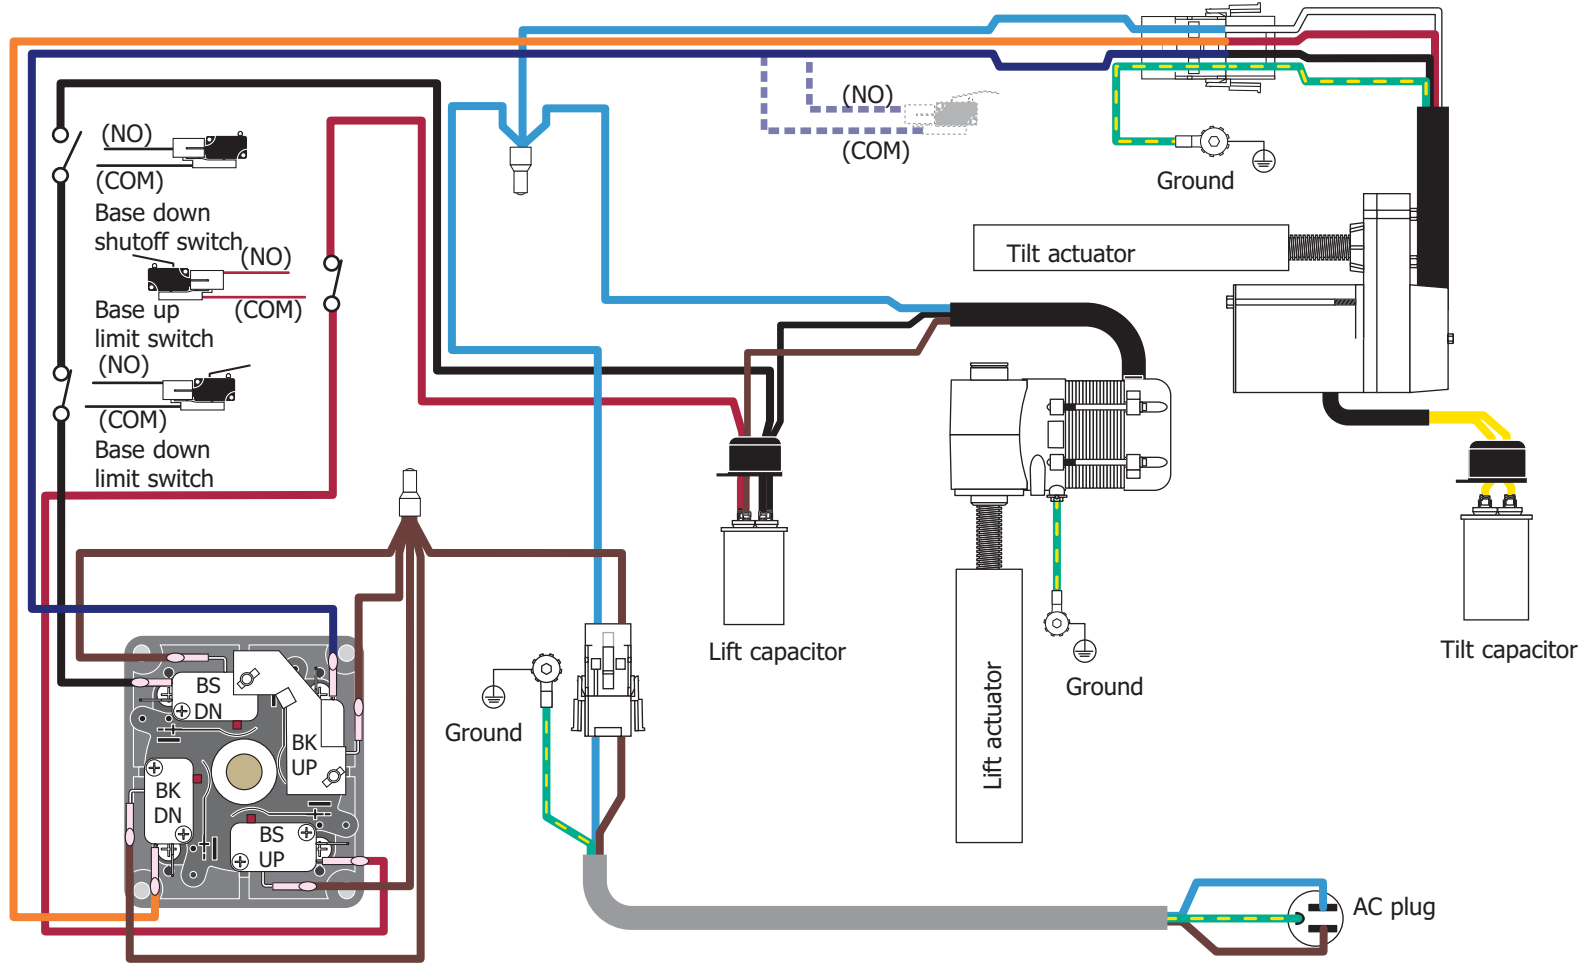 (NO)
(COM)
Ground
(NO)
(COM)
Base down
shutoff switch
(NO)
Base up
(COM)
limit switch
(NO)
(COM)
Base down
limit switch
Tilt actuator
Lift capacitor
Tilt capacitor
Lift actuator
Ground
Ground
BS
DN
BK
UP
BK
DN
BS
UP
AC plug